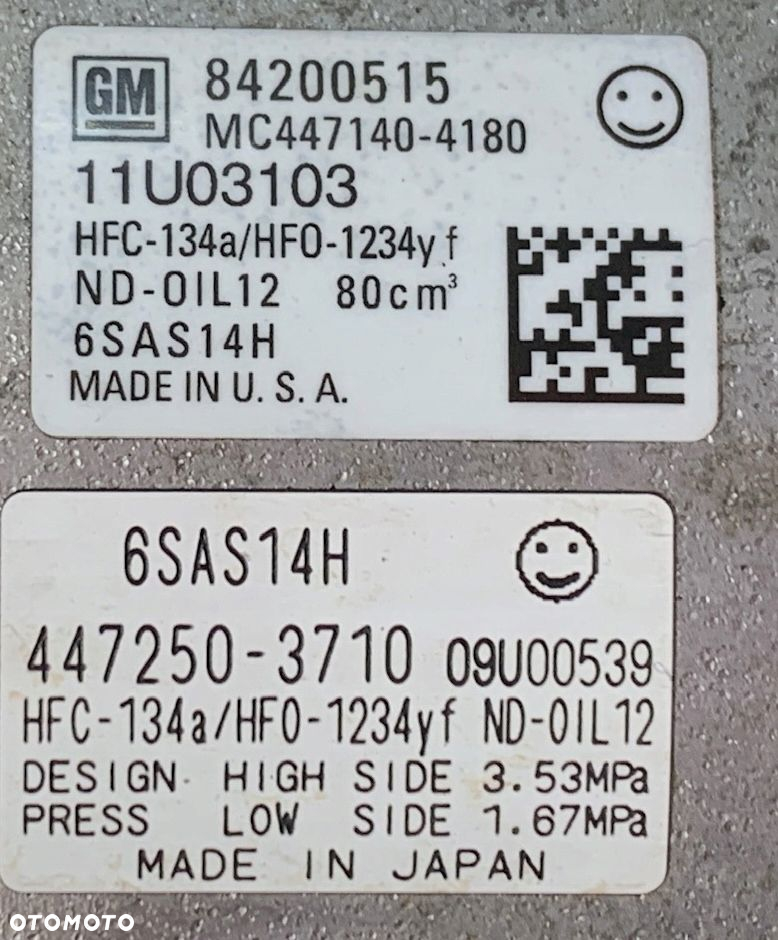 GM 84200515
MC447140-4180
11U03103
HFC-134a/HFO-1234yf
ND-OIL12 80cm³
6SAS14H
MADE IN U. S. A.
6SAS14H
447250-3710 09U00539
HFC-134a/HFO-1234yf ND-OIL12
DESIGN HIGH SIDE 3.53MPa
PRESS LOW SIDE 1.67MPa
MADE IN JAPAN
OTOMOTO